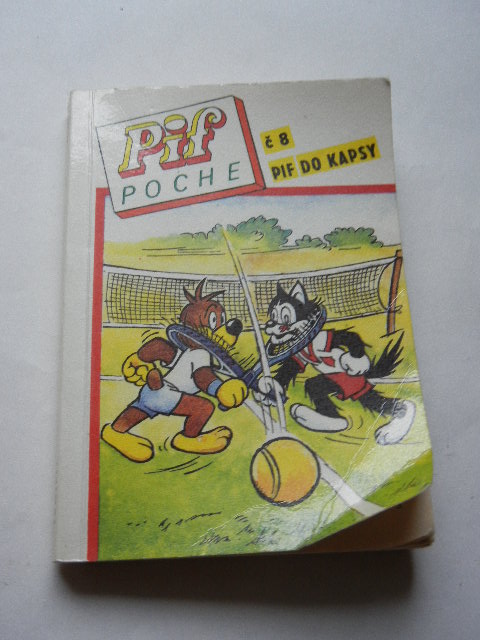 Pif
POCHE
č 8
PIF DO KAPSY